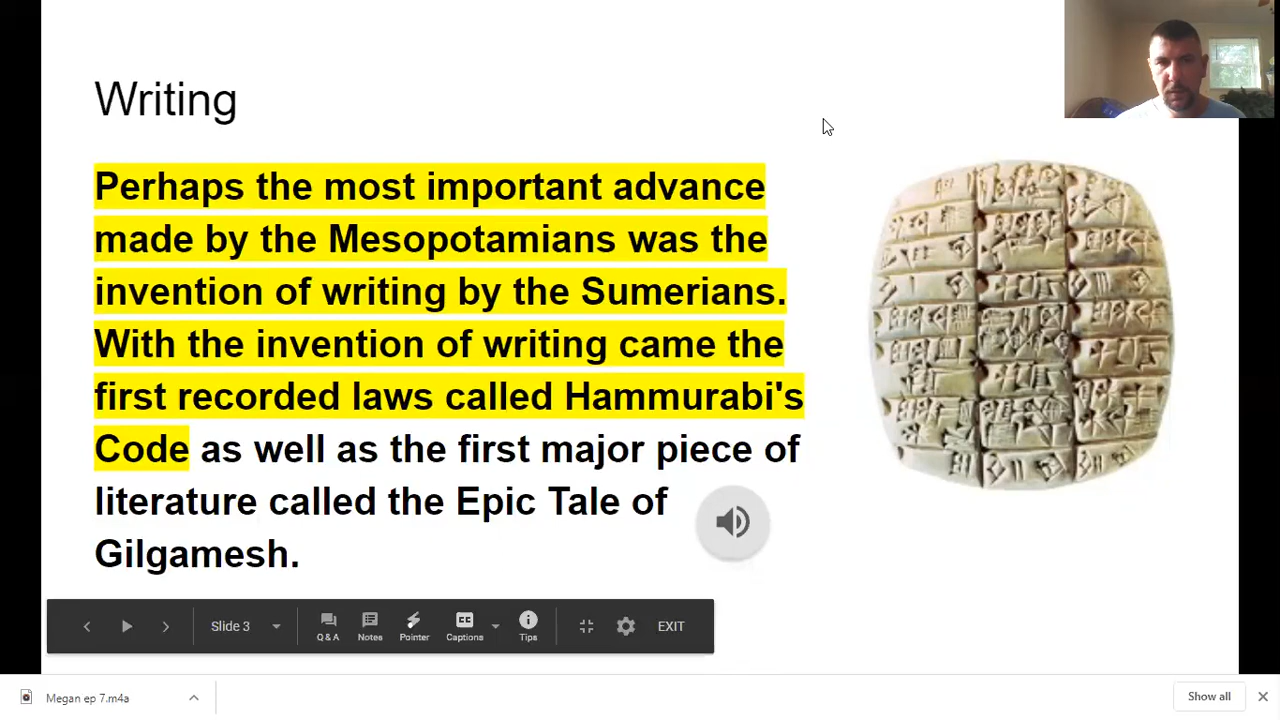 Writing
Perhaps the most important advance
made by the Mesopotamians was the
invention of writing by the Sumerians.
With the invention of writing came the
first recorded laws called Hammurabi's
Code as well as the first major piece of
literature called the Epic Tale of
Gilgamesh.
Slide 3
Q & A
Notes
Pointer
Captions
Tips
EXIT
Megan ep 7.m4a
Show all